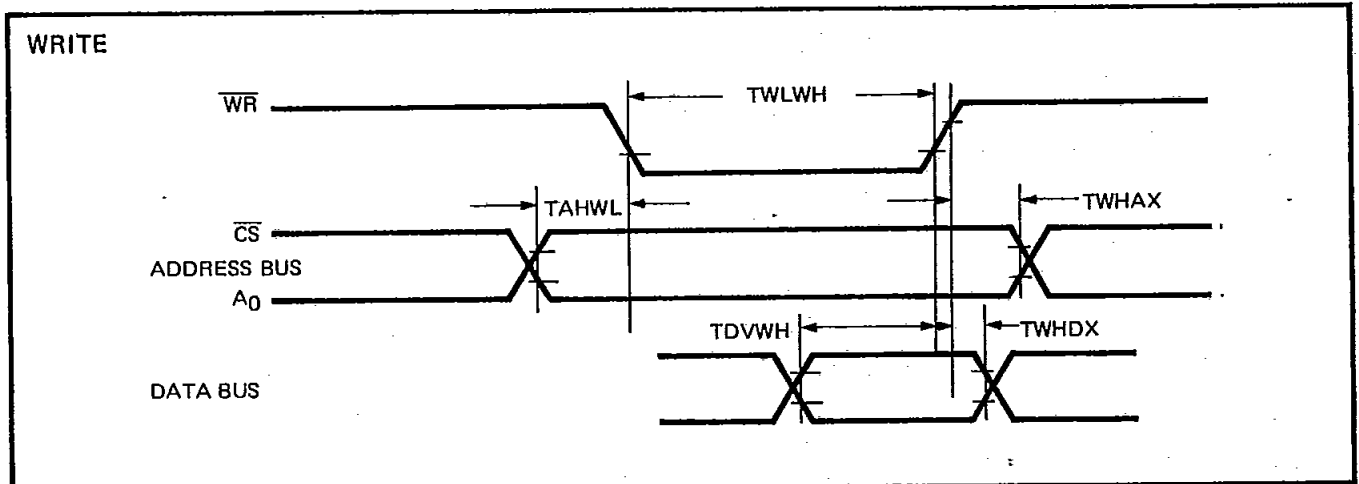 WRITE
WR
TWLWH
TAHWL
TWHAX
CS
ADDRESS BUS
A0
TDVWH
TWHDX
DATA BUS